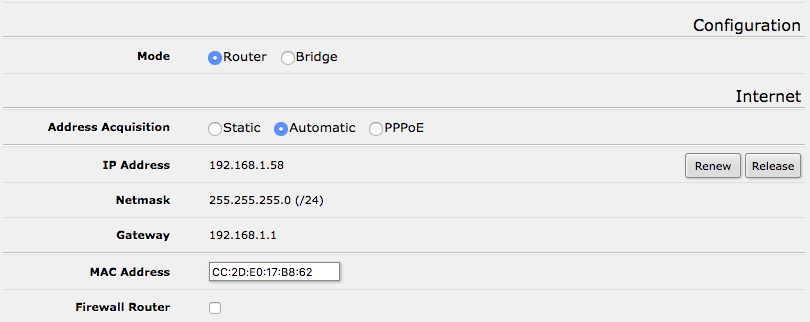 Configuration
Mode Router Bridge
Internet
Address Acquisition Static Automatic PPPoE
IP Address 192.168.1.58 Renew Release
Netmask 255.255.255.0 (/24)
Gateway 192.168.1.1
MAC Address CC:2D:E0:17:B8:62
Firewall Router